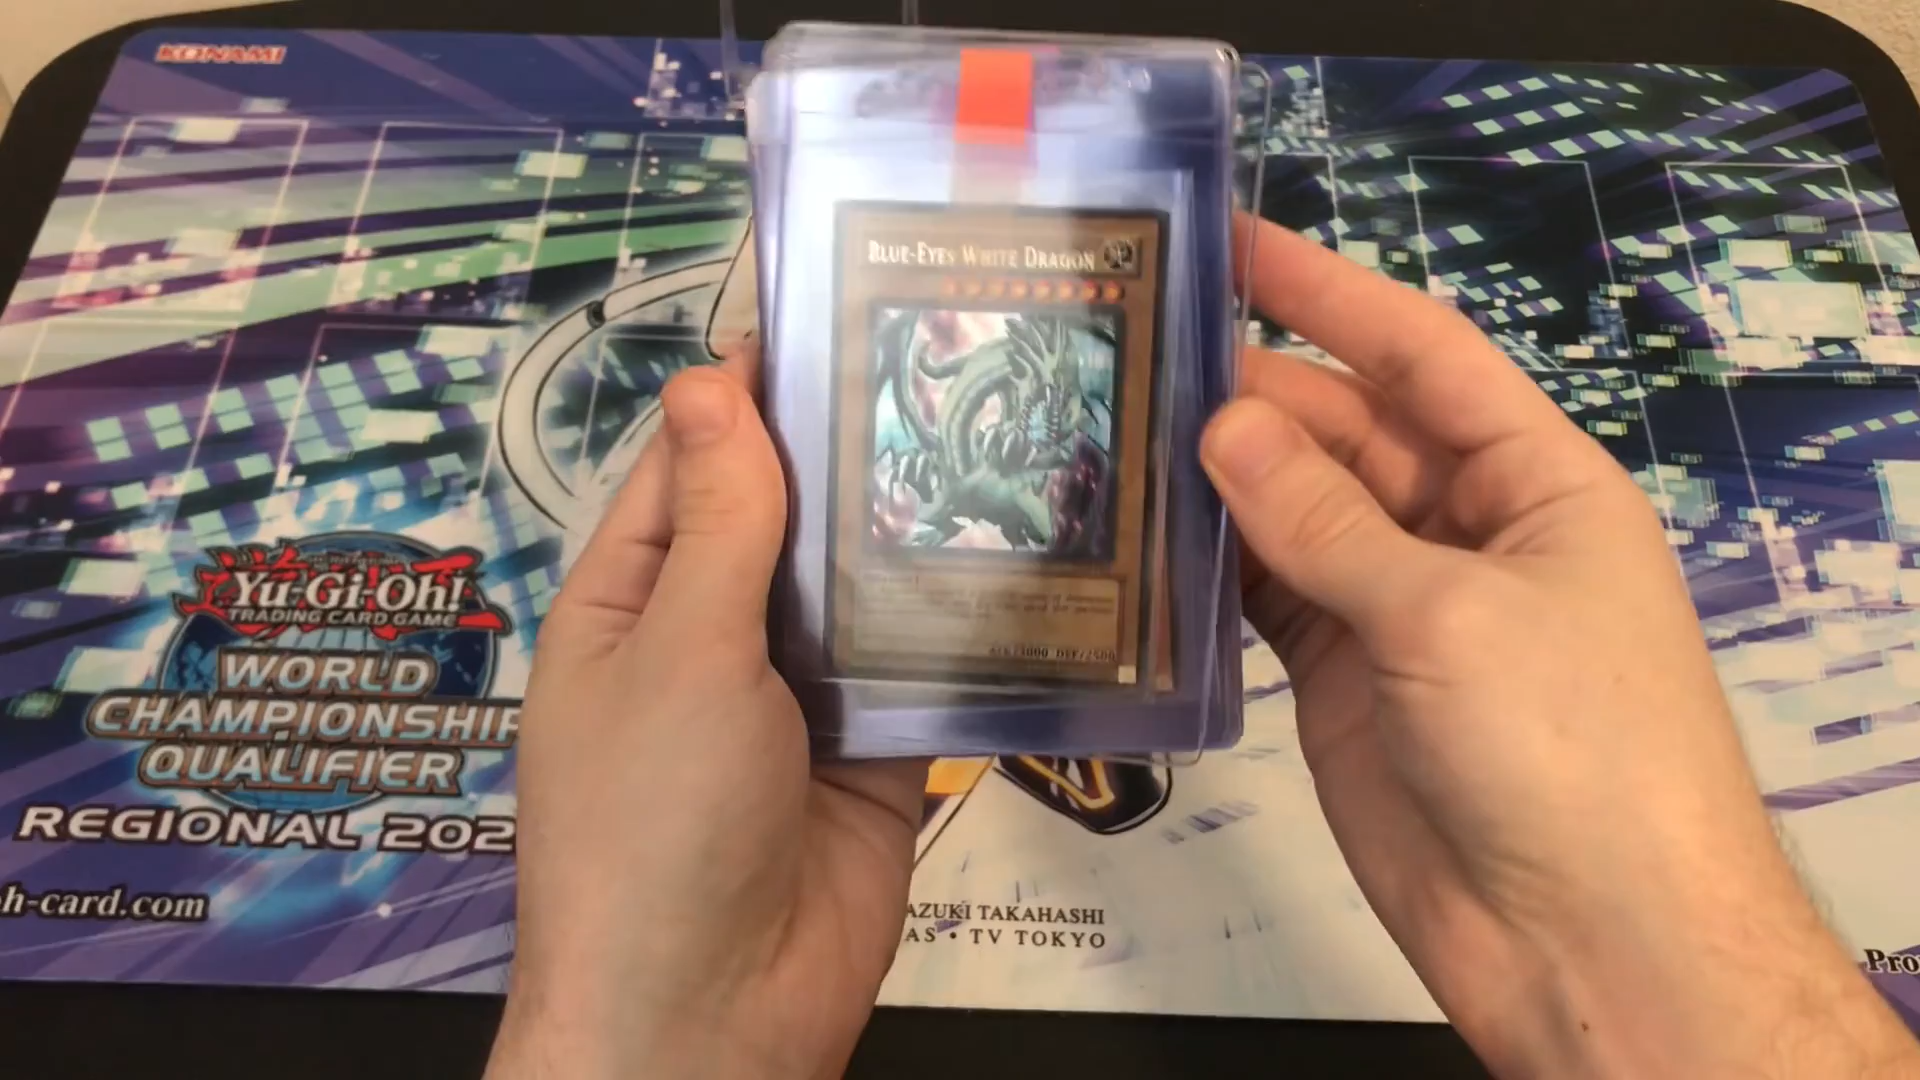 KONAMI
BLUE-EYES WHITE DRAGON
ATK/3000 DEF/2500
Yu-Gi-Oh!
TRADING CARD GAME
WORLD
CHAMPIONSHIP
QUALIFIER
REGIONAL 202
h-card.com
AZUKI TAKAHASHI
AS • TV TOKYO
Pro